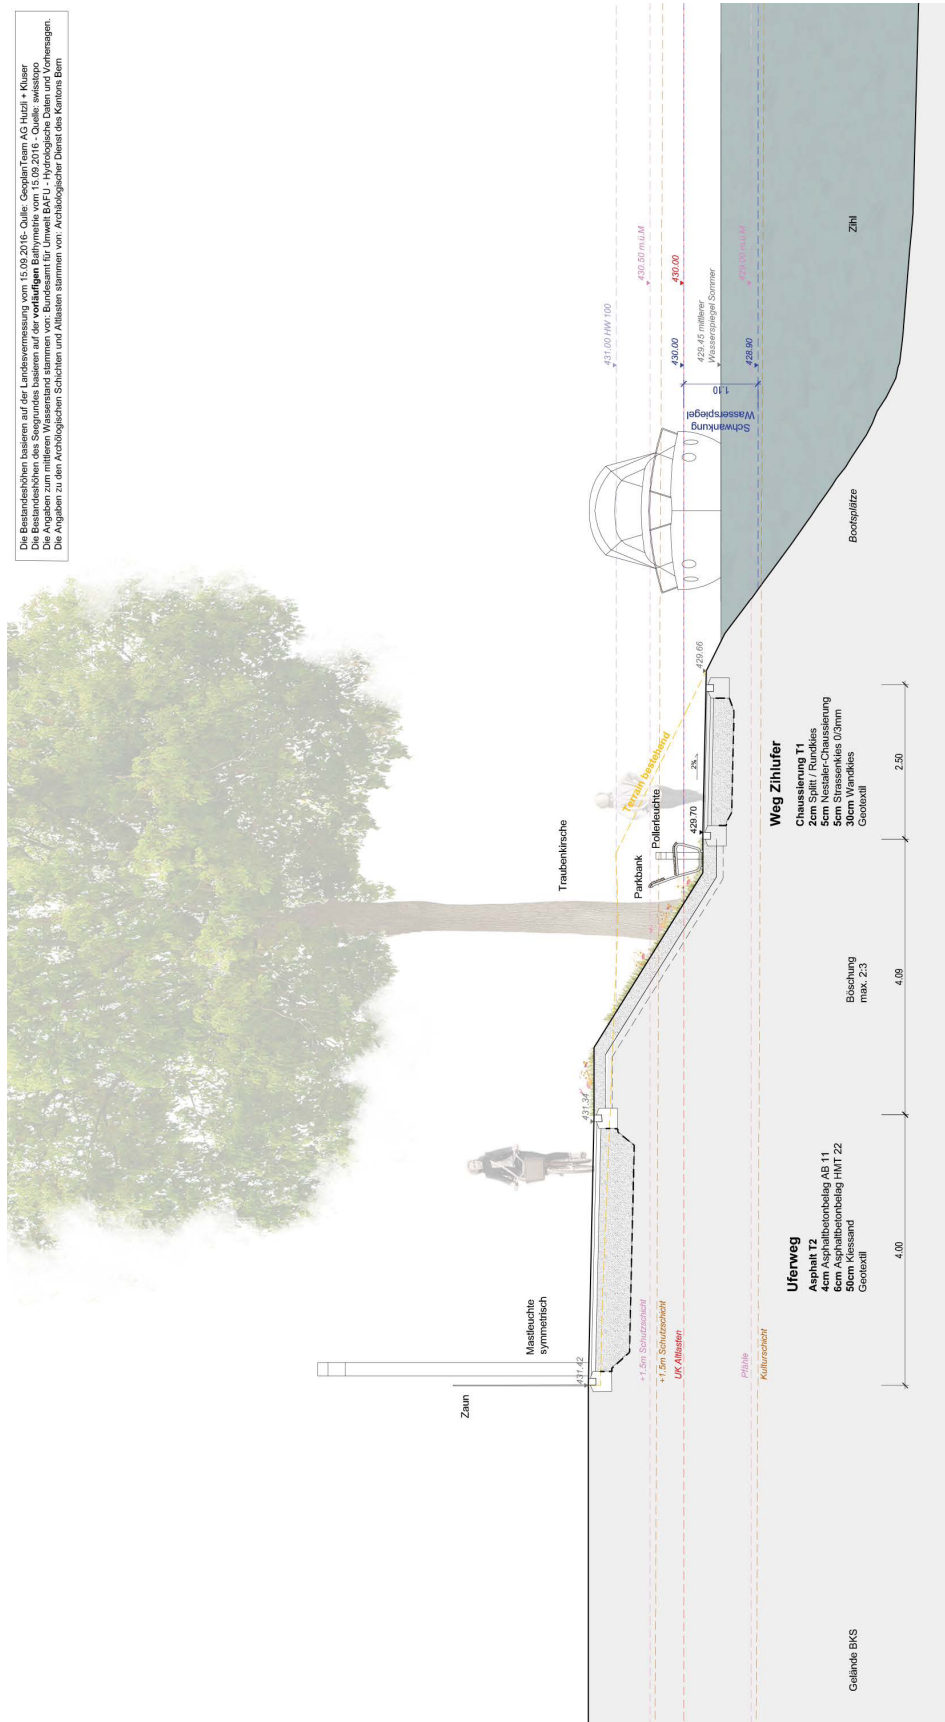 Die Bestandeshöhen basieren auf der Landesvermessung vom 15.09.2016- Qulle: GeoplanTeam AG Hutzli + Kluser
Die Bestandeshöhen des Seegrundes basieren auf der vorläufigen Bathymetrie vom 15.09.2016 - Quelle: swisstopo
Die Angaben zum mittleren Wasserstand stammen von: Bundesamt für Umwelt BAFU - Hydrologische Daten und Vorhersagen.
Die Angaben zu den Archölogischen Schichten und Altlasten stammen von: Archäologischer Dienst des Kantons Bern
Zaun
Mastleuchte
symmetrisch
Traubenkirsche
Parkbank
Pollerleuchte
Terrain bestehend
431.42
431.34
429.70
2%
429.66
431.00 HW 100
430.50 m.ü.M
430.00
430.00
429.45 mittlerer
Wasserspiegel Sommer
428.90
429.00 m.ü.M
1.10
Schwankung
Wasserspiegel
+1.5m Schutzschicht
+1.5m Schutzschicht
UK Altlasten
Pfähle
Kulturschicht
Gelände BKS
Uferweg
Asphalt T2
4cm Asphaltbetonbelag AB 11
6cm Asphaltbetonbelag HMT 22
50cm Kiessand
Geotextil
Böschung
max. 2:3
Weg Zihlufer
Chaussierung T1
2cm Splitt / Rundkies
5cm Nestaler-Chaussierung
5cm Strassenkies 0/3mm
30cm Wandkies
Geotextil
Bootsplätze
Zihl
4.00
4.09
2.50